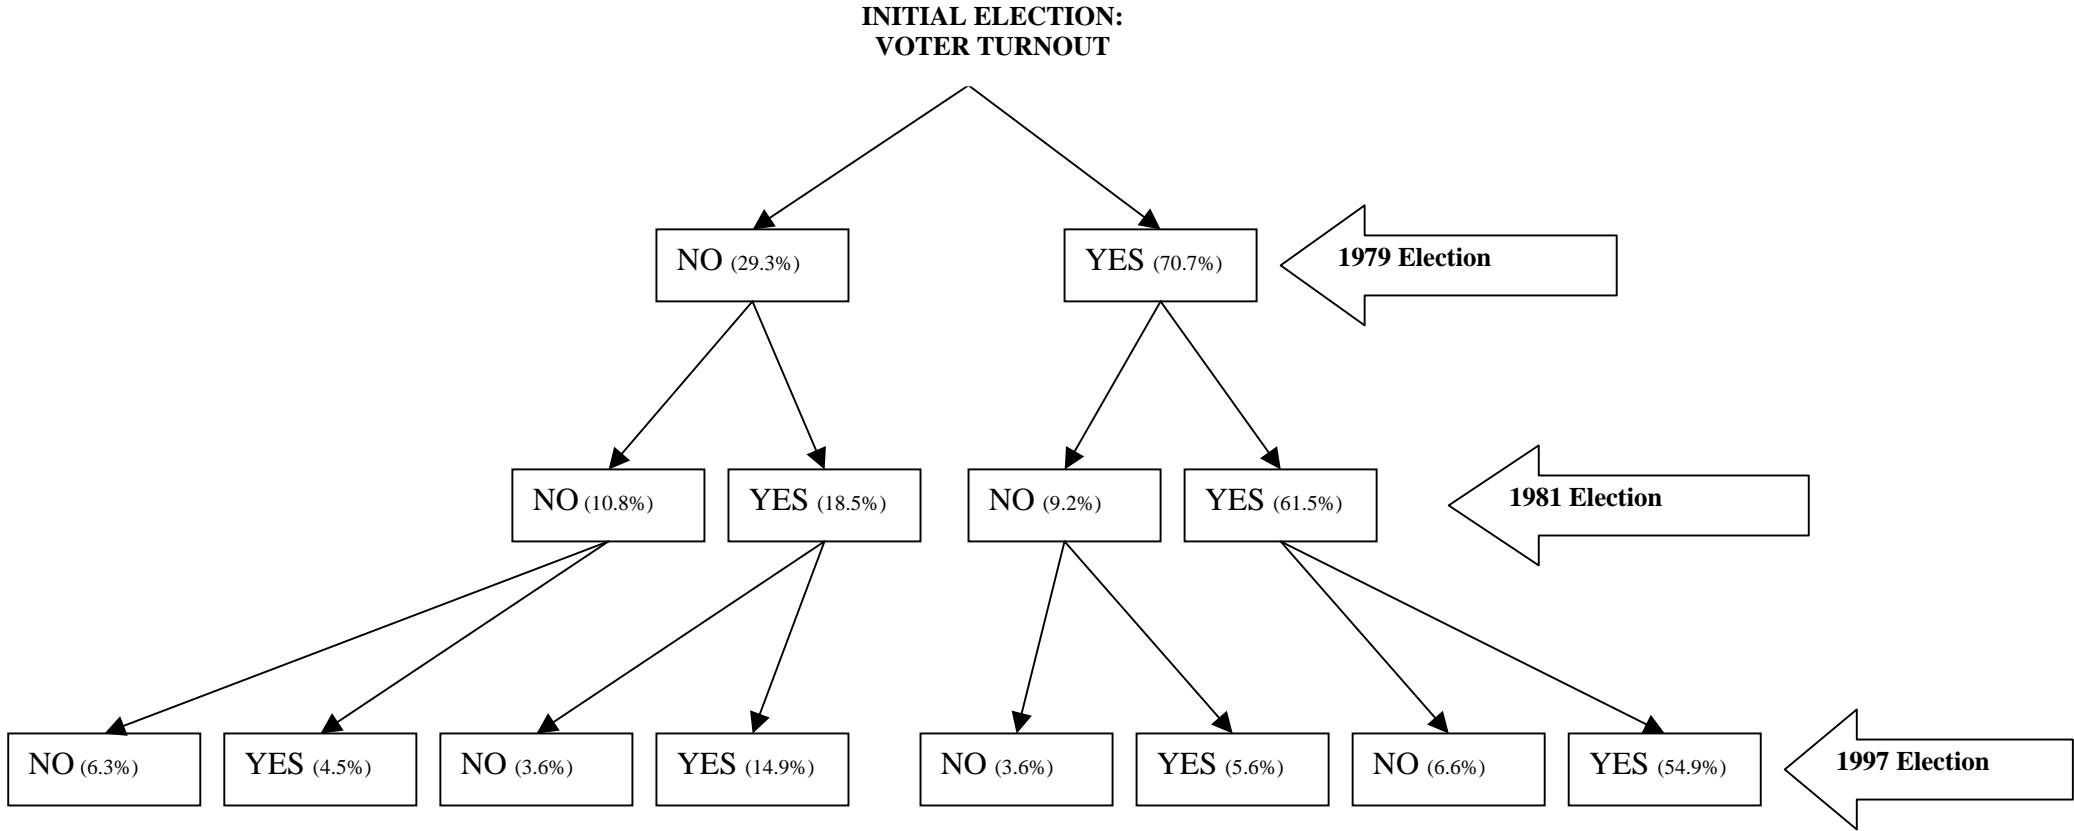 INITIAL ELECTION:
VOTER TURNOUT
NO (29.3%)
YES (70.7%)
1979 Election
NO (10.8%)
YES (18.5%)
NO (9.2%)
YES (61.5%)
1981 Election
NO (6.3%)
YES (4.5%)
NO (3.6%)
YES (14.9%)
NO (3.6%)
YES (5.6%)
NO (6.6%)
YES (54.9%)
1997 Election